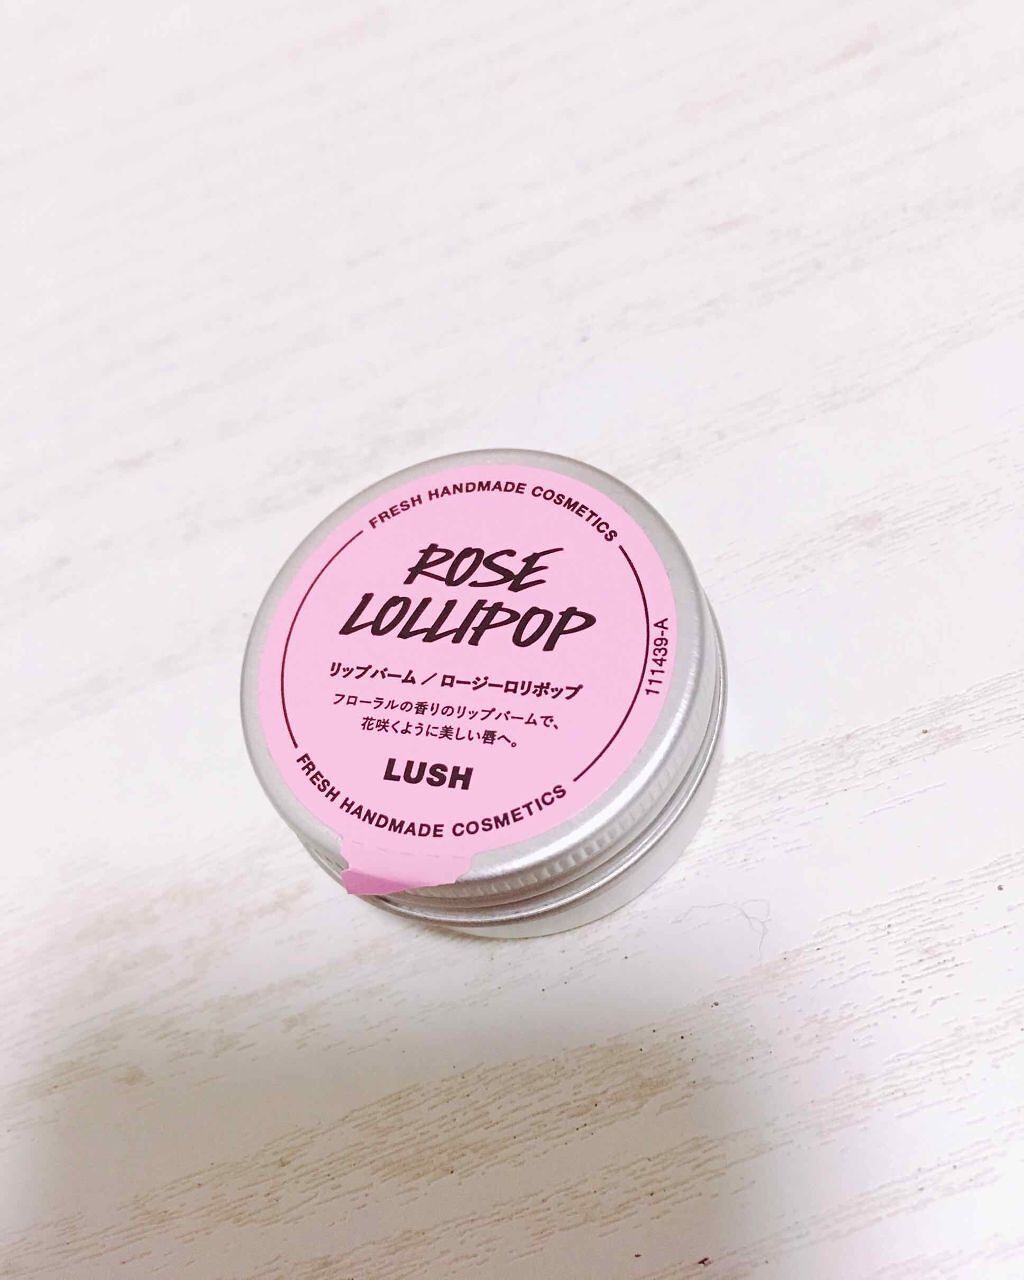 FRESH HANDMADE COSMETICS
ROSE
LOLLIPOP
リップバーム／ロージーロリポップ
フローラルの香りのリップバームで、
花咲くように美しい唇へ。
LUSH
FRESH HANDMADE COSMETICS
111439-A